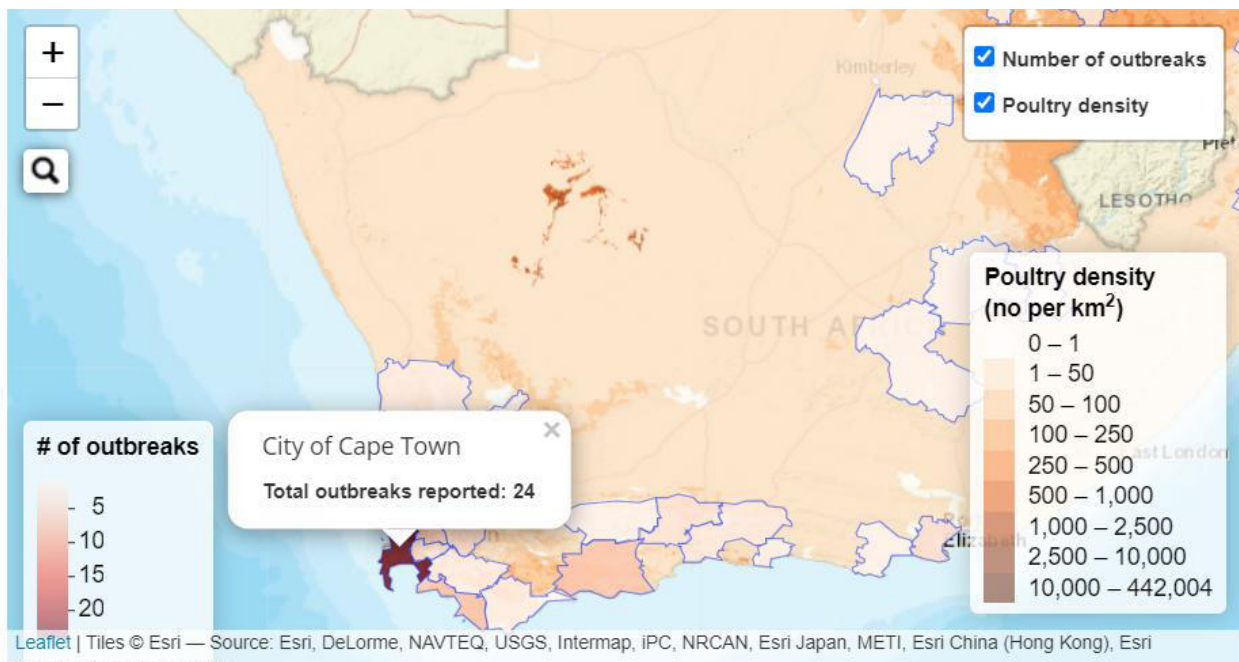 +
−
Kimberley
Number of outbreaks
Poultry density
LESOTHO
SOUTH AFRIC
Poultry density
(no per km²)
0 – 1
1 – 50
50 – 100
100 – 250
250 – 500
500 – 1,000
1,000 – 2,500
2,500 – 10,000
10,000 – 442,004
ast London
Elizabeth
# of outbreaks
5
10
15
20
City of Cape Town
×
Total outbreaks reported: 24
Leaflet | Tiles © Esri — Source: Esri, DeLorme, NAVTEQ, USGS, Intermap, iPC, NRCAN, Esri Japan, METI, Esri China (Hong Kong), Esri